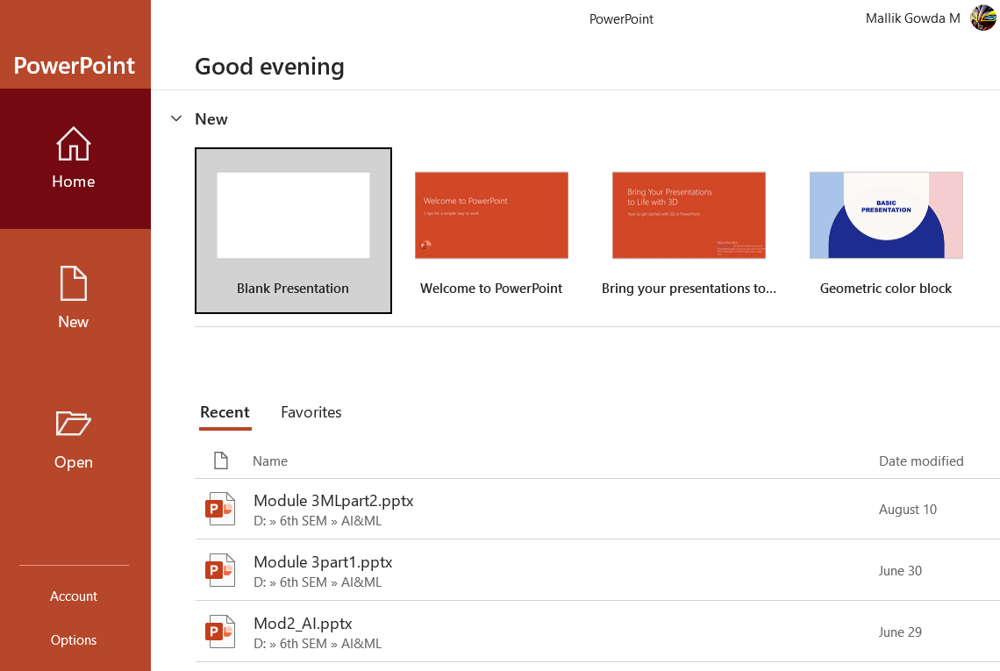 PowerPoint
Mallik Gowda M
PowerPoint
Good evening
Home
New
Open
Account
Options
New
Welcome to PowerPoint
3 tips for a simpler way to work
Bring Your Presentations
to Life with 3D
How to get started with 3D in PowerPoint
BASIC
PRESENTATION
Blank Presentation
Welcome to PowerPoint
Bring your presentations to...
Geometric color block
Recent
Favorites
Name
Date modified
Module 3MLpart2.pptx
D: » 6th SEM » AI&ML
August 10
Module 3part1.pptx
D: » 6th SEM » AI&ML
June 30
Mod2_AI.pptx
D: » 6th SEM » AI&ML
June 29